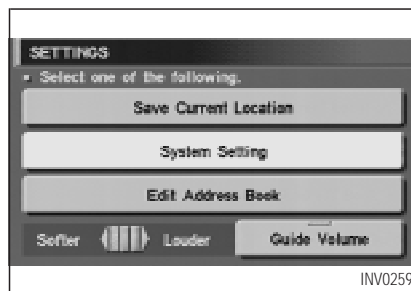 SETTINGS
Select one of the following.
Save Current Location
System Setting
Edit Address Book
Softer Louder Guide Volume
INV0259